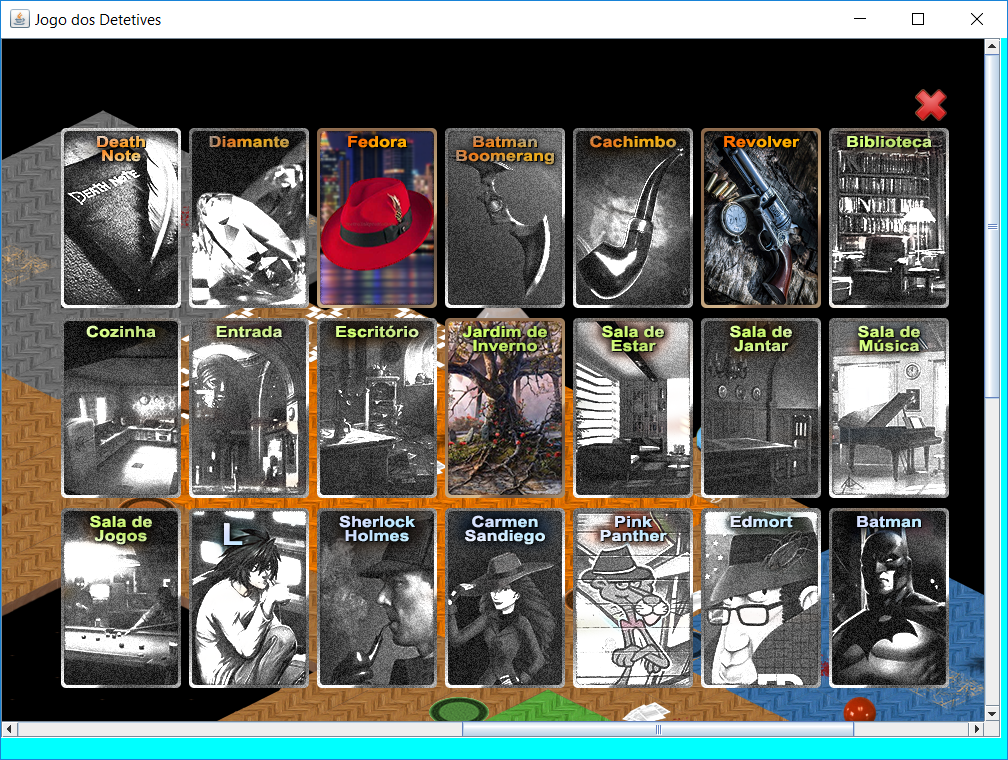 Jogo dos Detetives
Death
Note
DEATH NOTE
Diamante
Fedora
Batman
Boomerang
Cachimbo
Revolver
Biblioteca
Cozinha
Entrada
Escritório
Jardim de
Inverno
Sala de
Estar
Sala de
Jantar
Sala de
Música
Sala de
Jogos
L
Sherlock
Holmes
Carmen
Sandiego
Pink
Panther
Edmort
Batman